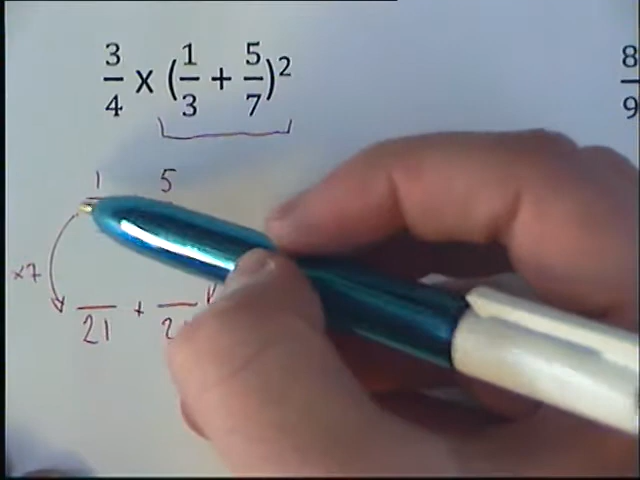 3/4 x (1/3 + 5/7)²
8/9
1 5
x7
/21 + /2